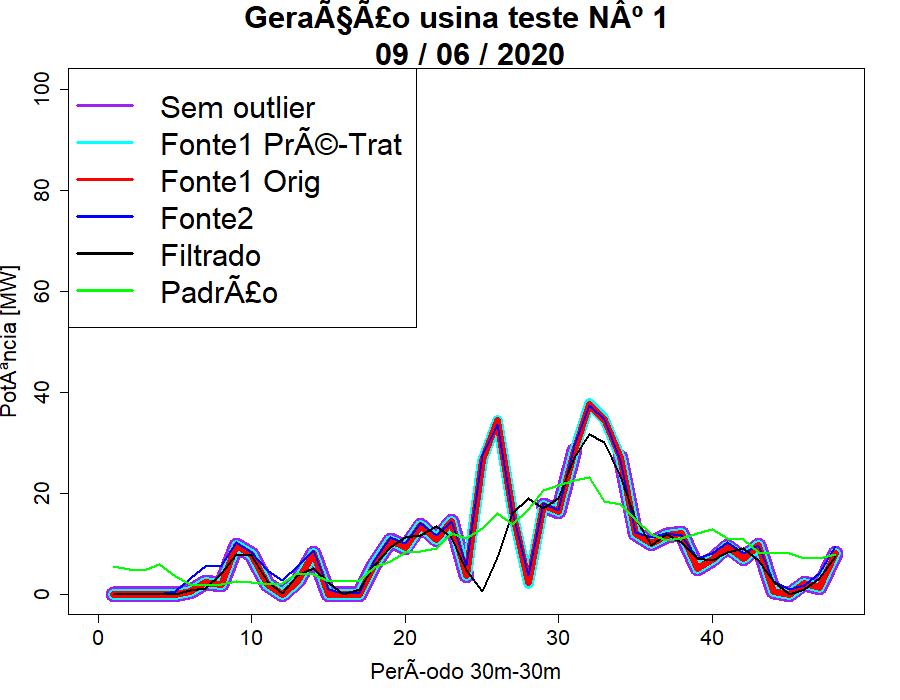 GeraÃ§Ã£o usina teste NÂº 1
09 / 06 / 2020
Sem outlier
Fonte1 PrÃ©-Trat
Fonte1 Orig
Fonte2
Filtrado
PadrÃ£o
PotÃªncia [MW]
100
80
60
40
20
0
0 10 20 30 40
PerÃ­odo 30m-30m